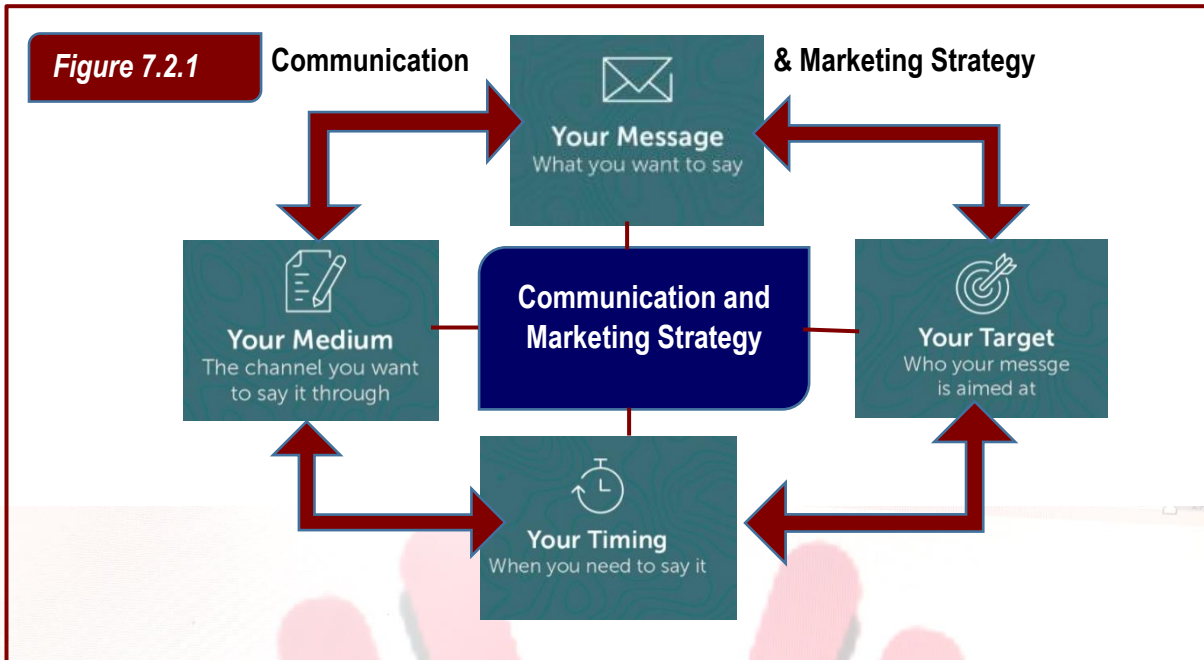 Figure 7.2.1
Communication & Marketing Strategy
Your Message
What you want to say
Your Medium
The channel you want
to say it through
Communication and
Marketing Strategy
Your Target
Who your messge
is aimed at
Your Timing
When you need to say it